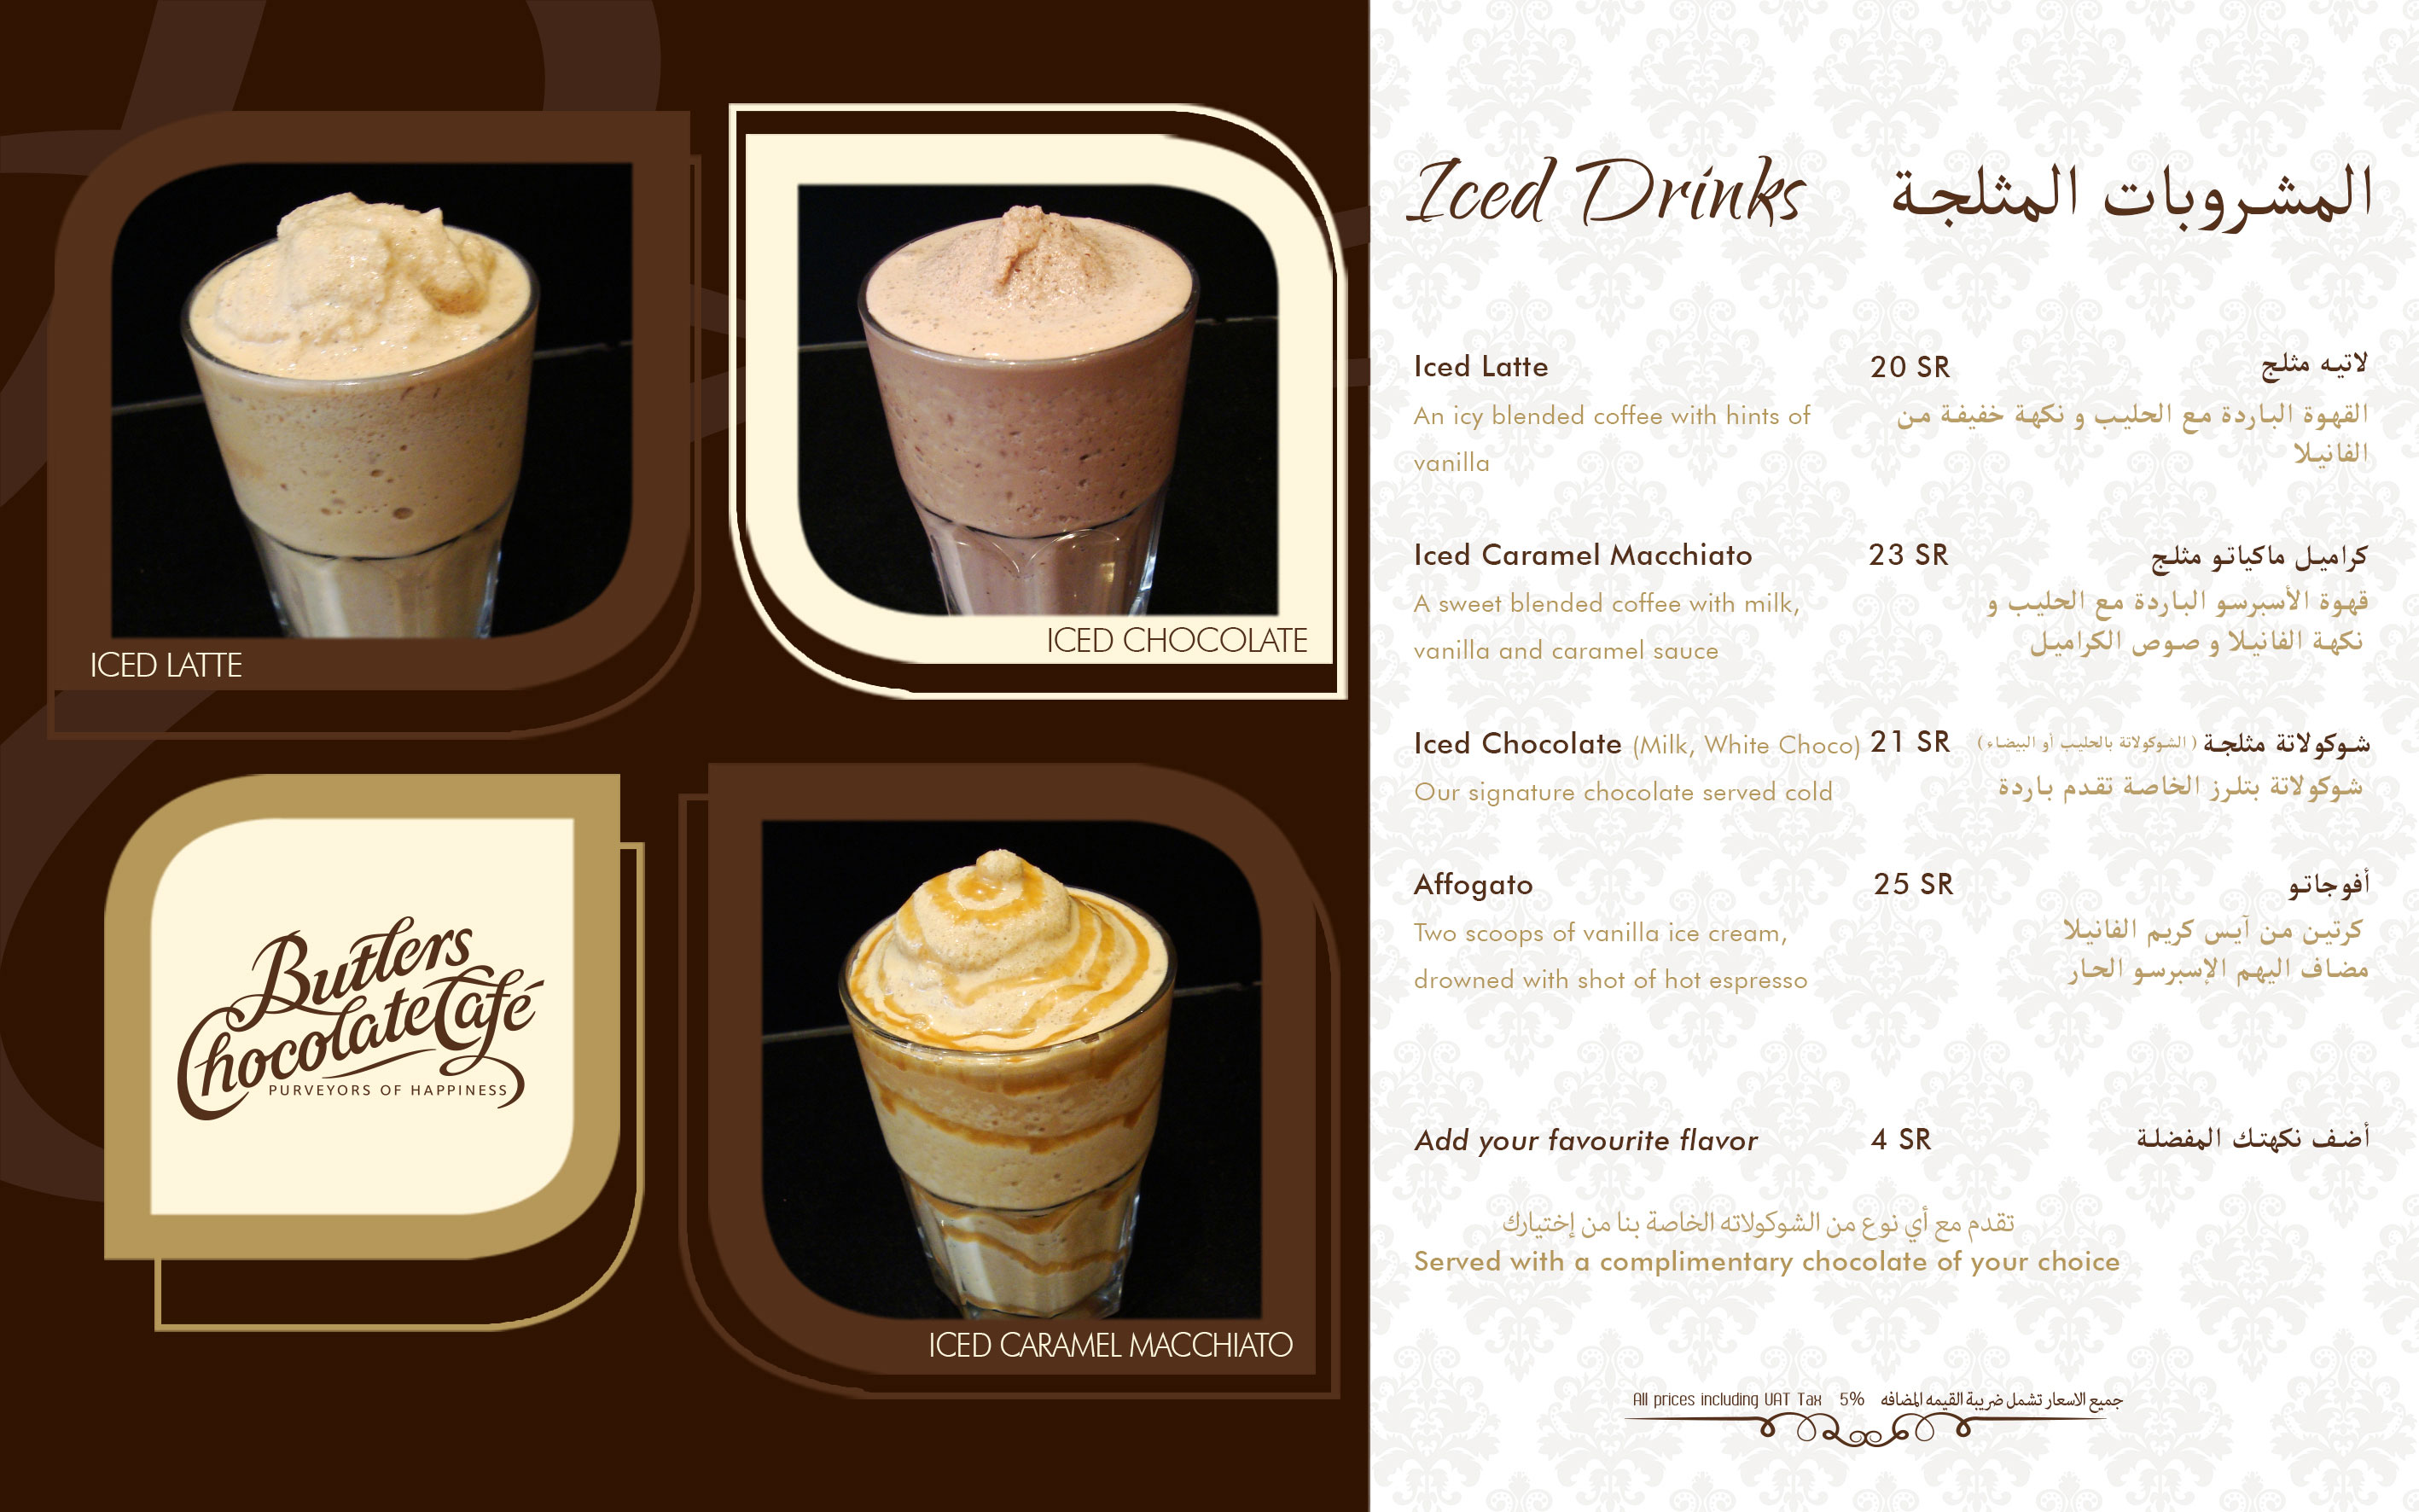 ICED LATTE
ICED CHOCOLATE
Butlers
Chocolate Café
PURVEYORS OF HAPPINESS
ICED CARAMEL MACCHIATO
Iced Drinks المشروبات المثلجة
Iced Latte 20 SR لاتيه مثلج
An icy blended coffee with hints of القهوة الباردة مع الحليب و نكهة خفيفة من
vanilla الفانيلا
Iced Caramel Macchiato 23 SR كراميل ماكياتو مثلج
A sweet blended coffee with milk, قهوة الأسبرسو الباردة مع الحليب و
vanilla and caramel sauce نكهة الفانيلا و صوص الكراميل
Iced Chocolate (Milk, White Choco) 21 SR شوكولاتة مثلجة (الشوكولاتة بالحليب أو البيضاء)
Our signature chocolate served cold شوكولاتة بتلرز الخاصة تقدم باردة
Affogato 25 SR أفوجاتو
Two scoops of vanilla ice cream, كرتين من آيس كريم الفانيلا
drowned with shot of hot espresso مضاف اليهم الإسبرسو الحار
Add your favourite flavor 4 SR أضف نكهتك المفضلة
تقدم مع أي نوع من الشوكولاته الخاصة بنا من إختيارك
Served with a complimentary chocolate of your choice
All prices including VAT Tax 5% جميع الاسعار تشمل ضريبة القيمه المضافه